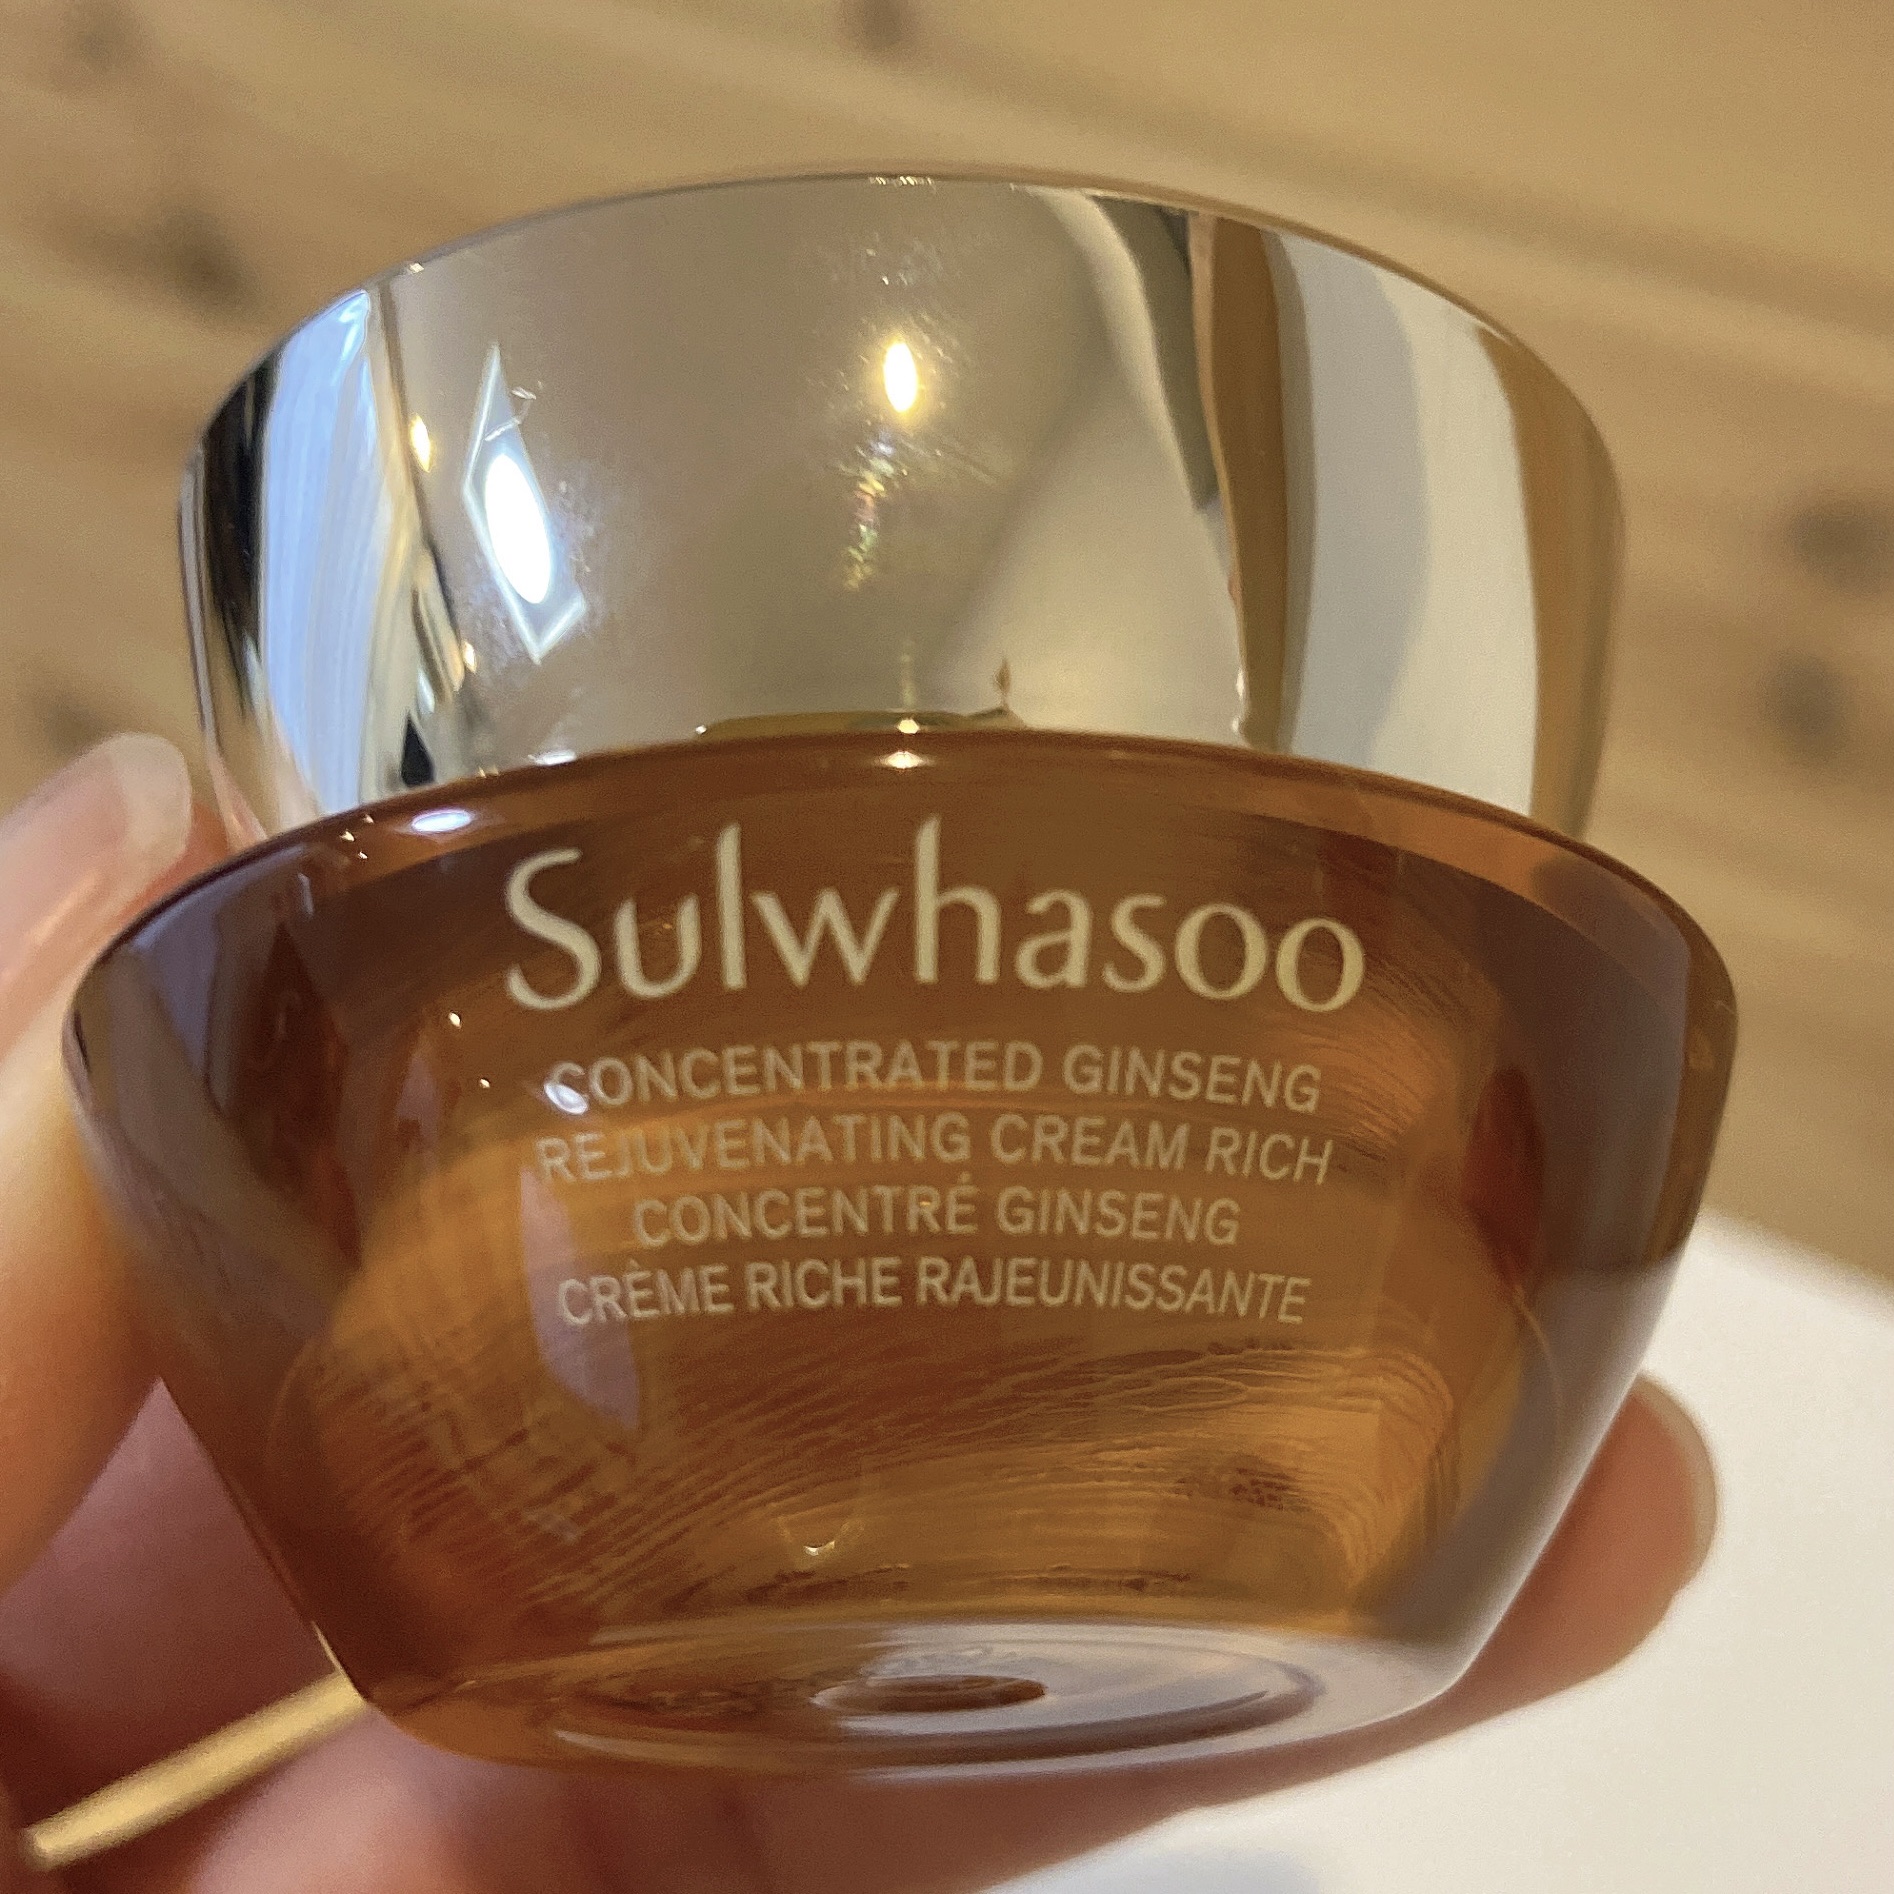 Sulwhasoo
CONCENTRATED GINSENG
REJUVENATING CREAM RICH
CONCENTRÉ GINSENG
CRÈME RICHE RAJEUNISSANTE